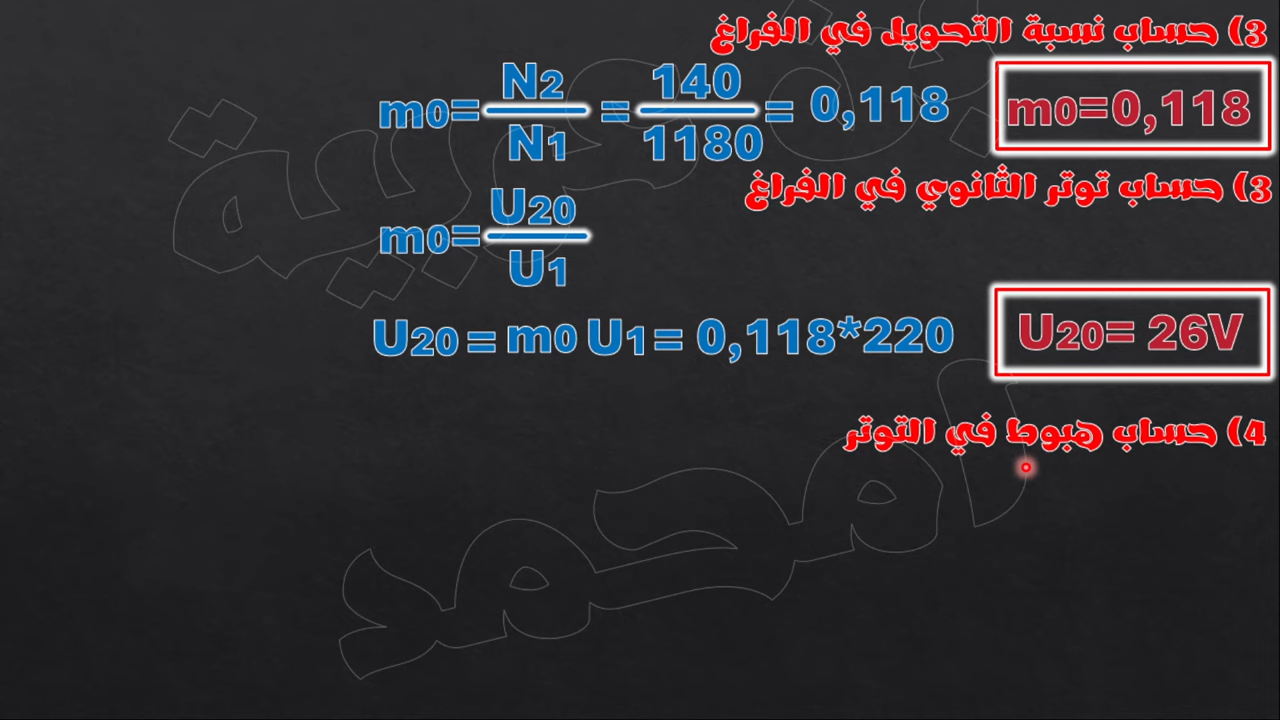 3) حساب نسبة التحويل في الفراغ
m0= N2 / N1 = 140 / 1180 = 0,118
m0=0,118
3) حساب توتر الثانوي في الفراغ
m0= U20 / U1
U20 = m0 U1= 0,118*220
U20= 26V
4) حساب هبوط في التوتر
امحمد